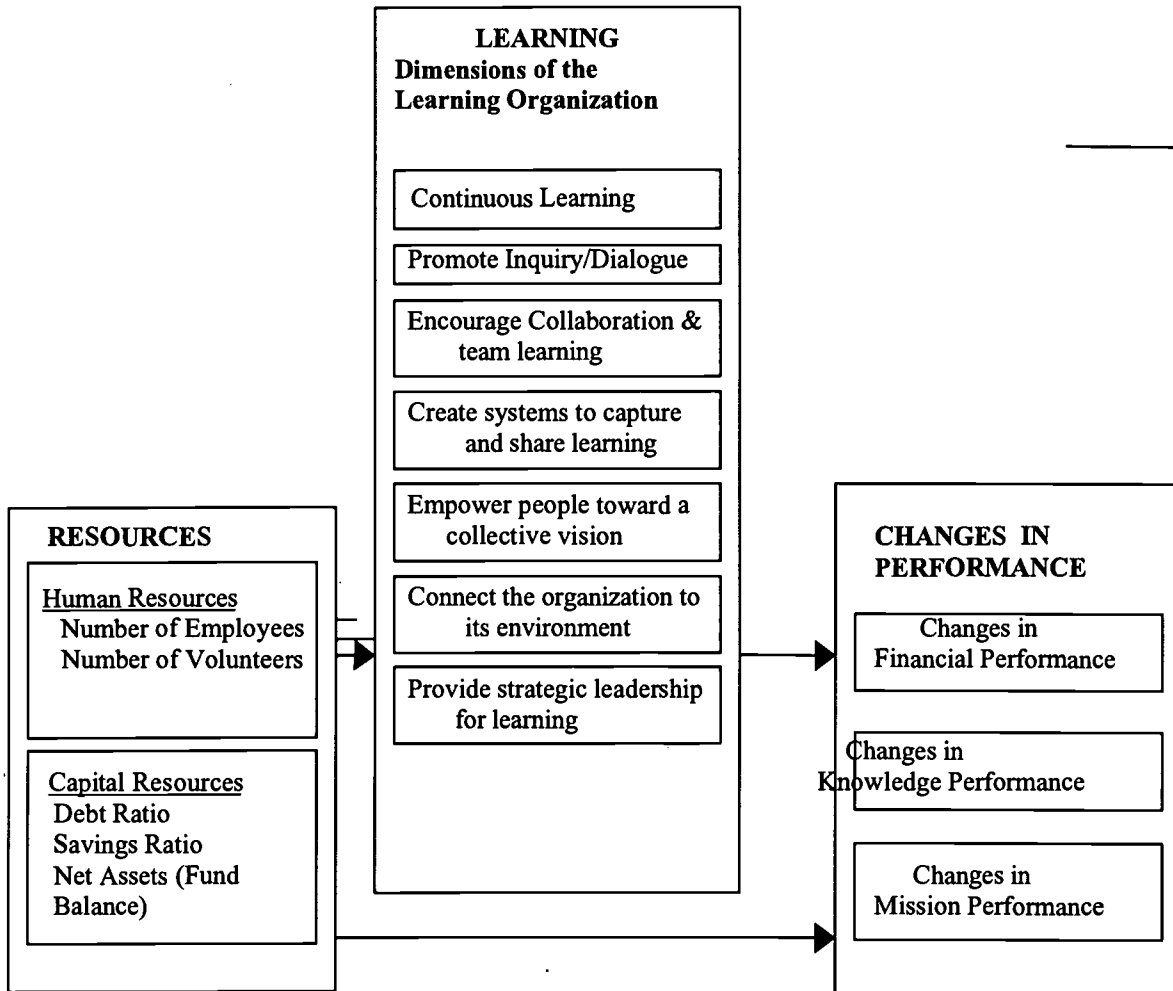 LEARNING
Dimensions of the
Learning Organization
Continuous Learning
Promote Inquiry/Dialogue
Encourage Collaboration &
team learning
Create systems to capture
and share learning
Empower people toward a
collective vision
Connect the organization to
its environment
Provide strategic leadership
for learning
RESOURCES
Human Resources
Number of Employees
Number of Volunteers
Capital Resources
Debt Ratio
Savings Ratio
Net Assets (Fund
Balance)
CHANGES IN
PERFORMANCE
Changes in
Financial Performance
Changes in
Knowledge Performance
Changes in
Mission Performance